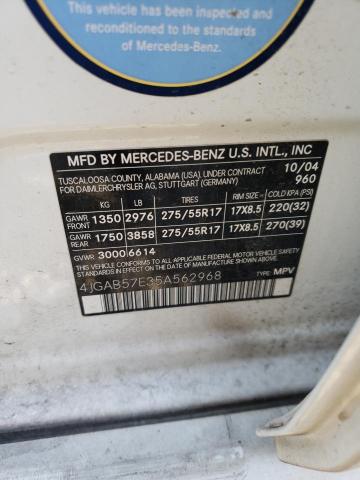 This vehicle has been
inspected and
reconditioned to the standards
of Mercedes-Benz.
MFD BY MERCEDES-BENZ U.S. INTL., INC
TUSCALOOSA COUNTY, ALABAMA (USA). UNDER CONTRACT 10/04
FOR DAIMLERCHRYSLER AG, STUTTGART (GERMANY) 960
KG LB TIRES RIM SIZE= COLD KPA (PSI)
GAWR FRONT 1350 2976 275/55R17 17X8.5 220(32)
GAWR REAR 1750 3858 275/55R17 17X8.5 270(39)
GVWR 3000 6614
THIS VEHICLE CONFORMS TO ALL APPLICABLE FEDERAL MOTOR VEHICLE SAFETY
STANDARDS IN EFFECT ON THE DATE OF MANUFACTURE SHOWN ABOVE
4JGAB57E35A562968 TYPE: MPV